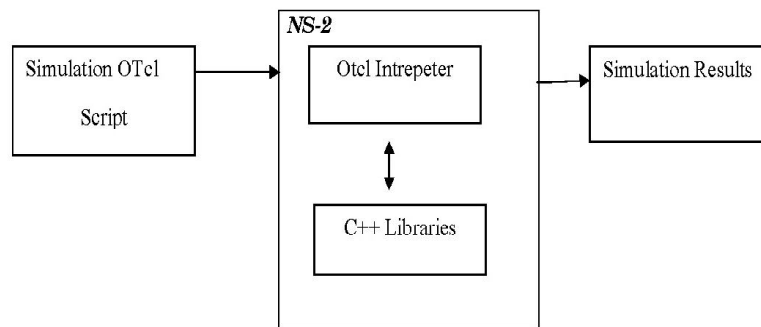 NS-2
Simulation OTcl
Script
Otcl Intrepeter
C++ Libraries
Simulation Results